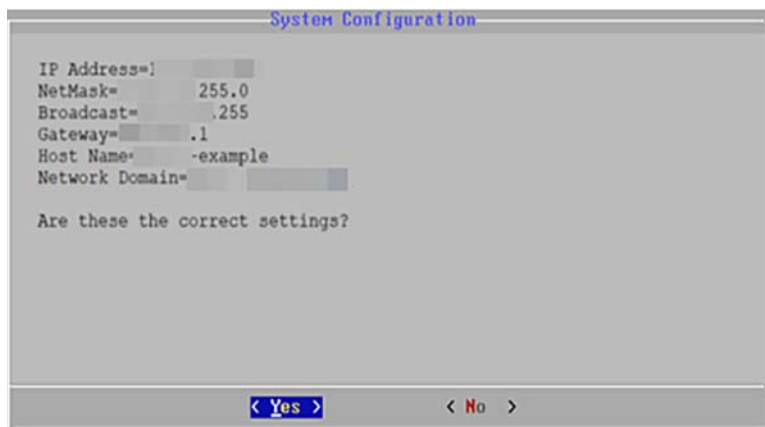 System Configuration
IP Address=1
NetMask= 255.0
Broadcast= .255
Gateway= .1
Host Name= -example
Network Domain=
Are these the correct settings?
< Yes > < No >